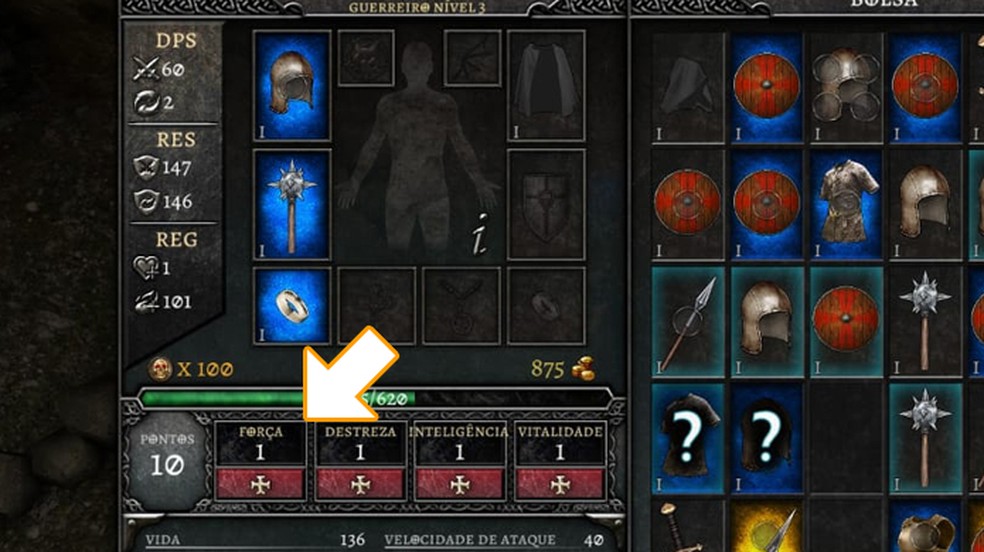 GUERREIRO NÍVEL 3
BOLSA
DPS
60
2
RES
147
146
REG
1
101
I
I
I
I
X 100
875
5/620
PONTOS
10
FORÇA
1
DESTREZA
1
INTELIGÊNCIA
1
VITALIDADE
1
VIDA 136
VELOCIDADE DE ATAQUE 40
i
I I I I
I I I I
I I I I
? ?
I I I